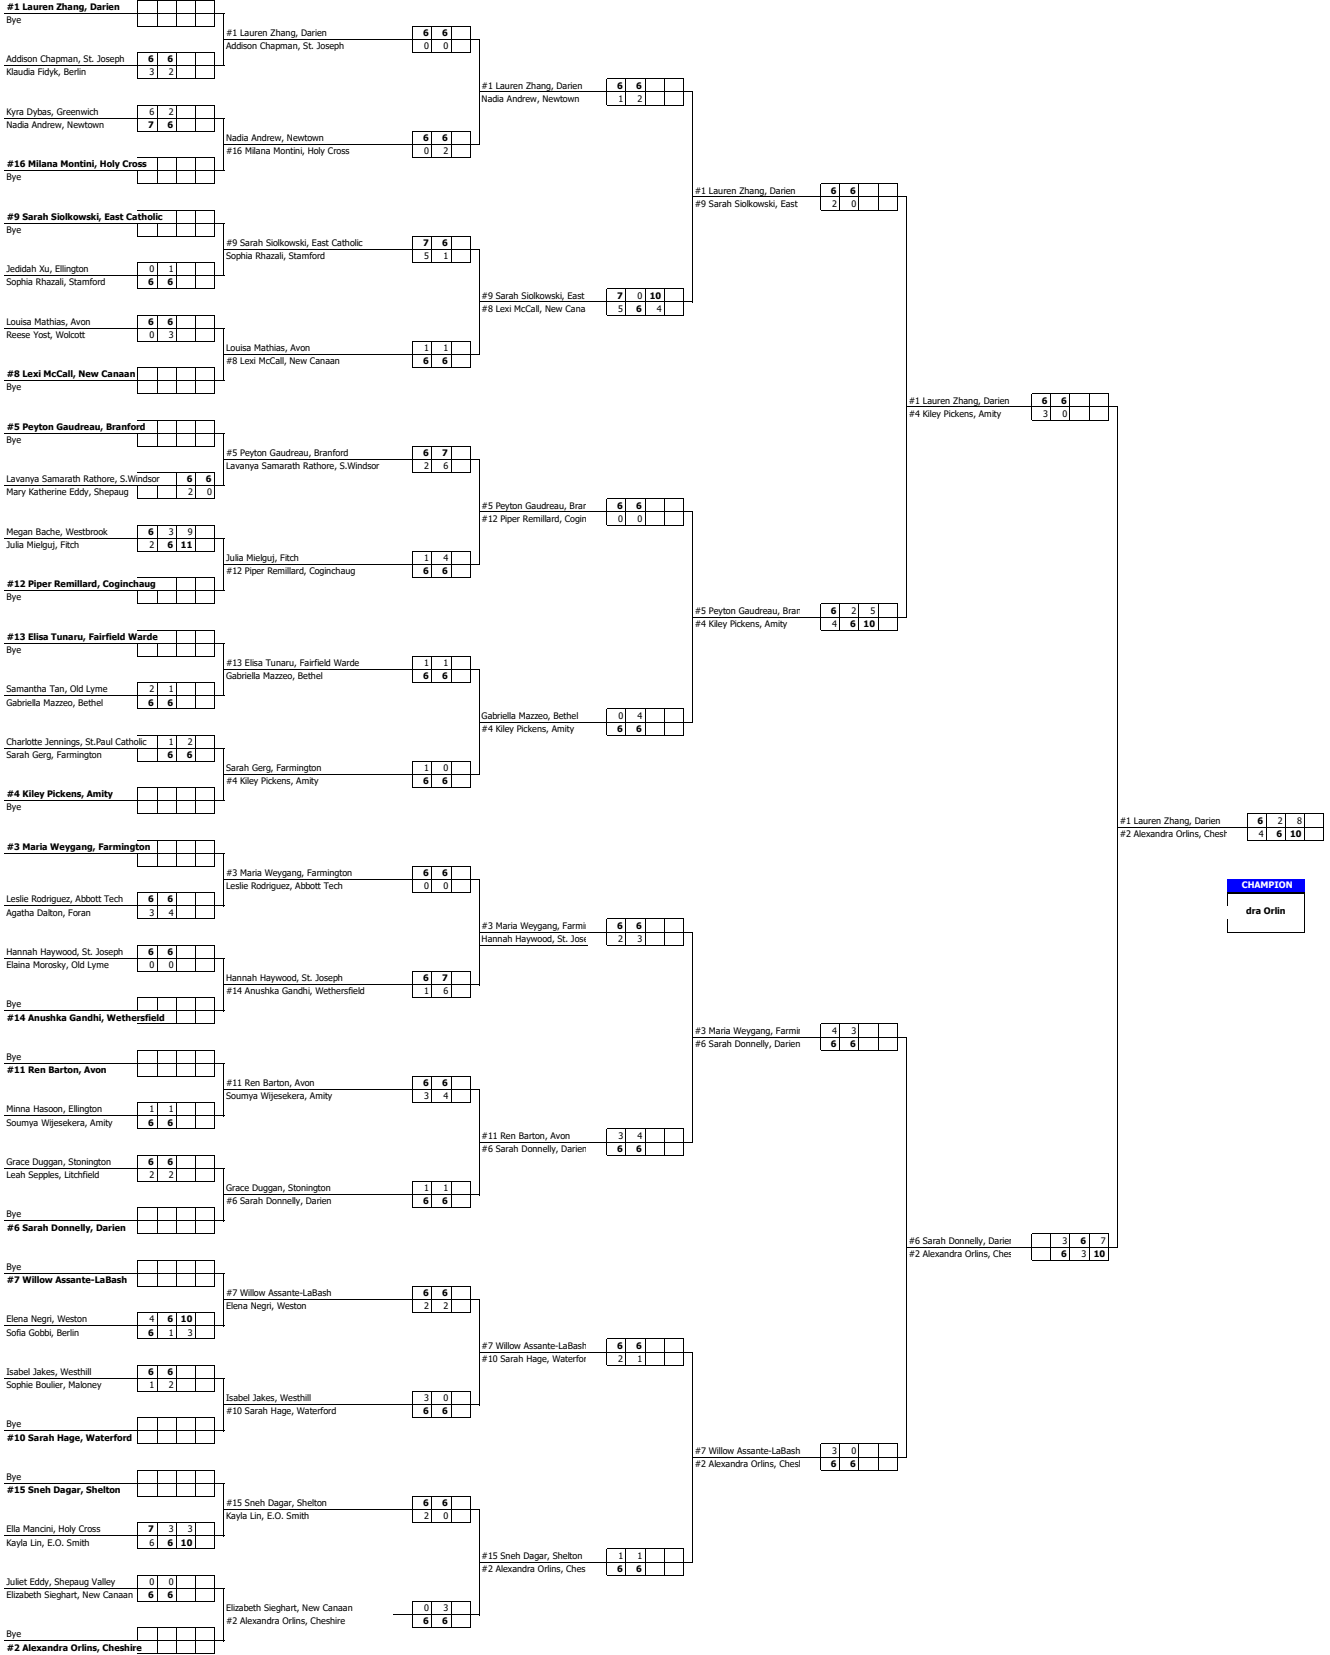 #1 Lauren Zhang, Darien
Bye
#1 Lauren Zhang, Darien 6 6
Addison Chapman, St. Joseph 0 0
Addison Chapman, St. Joseph 6 6
Klaudia Fidyk, Berlin 3 2
#1 Lauren Zhang, Darien 6 6
Nadia Andrew, Newtown 1 2
Kyra Dybas, Greenwich 6 2
Nadia Andrew, Newtown 7 6
Nadia Andrew, Newtown 6 6
#16 Milana Montini, Holy Cross 0 2
#16 Milana Montini, Holy Cross
Bye
#1 Lauren Zhang, Darien 6 6
#9 Sarah Siolkowski, East 2 0
#9 Sarah Siolkowski, East Catholic
Bye
#9 Sarah Siolkowski, East Catholic 7 6
Sophia Rhazali, Stamford 5 1
Jedidah Xu, Ellington 0 1
Sophia Rhazali, Stamford 6 6
#9 Sarah Siolkowski, East 7 0 10
#8 Lexi McCall, New Cana 5 6 4
Louisa Mathias, Avon 6 6
Reese Yost, Wolcott 0 3
Louisa Mathias, Avon 1 1
#8 Lexi McCall, New Canaan 6 6
#8 Lexi McCall, New Canaan
Bye
#1 Lauren Zhang, Darien 6 6
#4 Kiley Pickens, Amity 3 0
#5 Peyton Gaudreau, Branford
Bye
#5 Peyton Gaudreau, Branford 6 7
Lavanya Samarath Rathore, S.Windsor 2 6
Lavanya Samarath Rathore, S.Windsor 6 6
Mary Katherine Eddy, Shepaug 2 0
#5 Peyton Gaudreau, Brar 6 6
#12 Piper Remillard, Cogin 0 0
Megan Bache, Westbrook 6 3 9
Julia Mielguj, Fitch 2 6 11
Julia Mielguj, Fitch 1 4
#12 Piper Remillard, Coginchaug 6 6
#12 Piper Remillard, Coginchaug
Bye
#5 Peyton Gaudreau, Brar 6 2 5
#4 Kiley Pickens, Amity 4 6 10
#13 Elisa Tunaru, Fairfield Warde
Bye
#13 Elisa Tunaru, Fairfield Warde 1 1
Gabriella Mazzeo, Bethel 6 6
Samantha Tan, Old Lyme 2 1
Gabriella Mazzeo, Bethel 6 6
Gabriella Mazzeo, Bethel 0 4
#4 Kiley Pickens, Amity 6 6
Charlotte Jennings, St.Paul Catholic 1 2
Sarah Gerg, Farmington 6 6
Sarah Gerg, Farmington 1 0
#4 Kiley Pickens, Amity 6 6
#4 Kiley Pickens, Amity
Bye
#1 Lauren Zhang, Darien 6 2 8
#2 Alexandra Orlins, Chesh 4 6 10
#3 Maria Weygang, Farmington
#3 Maria Weygang, Farmington 6 6
Leslie Rodriguez, Abbott Tech 0 0
CHAMPION
dra Orlin
Leslie Rodriguez, Abbott Tech 6 6
Agatha Dalton, Foran 3 4
#3 Maria Weygang, Farmi 6 6
Hannah Haywood, St. Jose 2 3
Hannah Haywood, St. Joseph 6 6
Elaina Morosky, Old Lyme 0 0
Hannah Haywood, St. Joseph 6 7
#14 Anushka Gandhi, Wethersfield 1 6
Bye
#14 Anushka Gandhi, Wethersfield
#3 Maria Weygang, Farmir 4 3
#6 Sarah Donnelly, Darien 6 6
Bye
#11 Ren Barton, Avon
#11 Ren Barton, Avon 6 6
Soumya Wijesekera, Amity 3 4
Minna Hasoon, Ellington 1 1
Soumya Wijesekera, Amity 6 6
#11 Ren Barton, Avon 3 4
#6 Sarah Donnelly, Darien 6 6
Grace Duggan, Stonington 6 6
Leah Sepples, Litchfield 2 2
Grace Duggan, Stonington 1 1
#6 Sarah Donnelly, Darien 6 6
Bye
#6 Sarah Donnelly, Darien
#6 Sarah Donnelly, Darier 3 6 7
#2 Alexandra Orlins, Ches 6 3 10
Bye
#7 Willow Assante-LaBash
#7 Willow Assante-LaBash 6 6
Elena Negri, Weston 2 2
Elena Negri, Weston 4 6 10
Sofia Gobbi, Berlin 6 1 3
#7 Willow Assante-LaBash 6 6
#10 Sarah Hage, Waterfor 2 1
Isabel Jakes, Westhill 6 6
Sophie Boulier, Maloney 1 2
Isabel Jakes, Westhill 3 0
#10 Sarah Hage, Waterford 6 6
Bye
#10 Sarah Hage, Waterford
#7 Willow Assante-LaBash 3 0
#2 Alexandra Orlins, Chesl 6 6
Bye
#15 Sneh Dagar, Shelton
#15 Sneh Dagar, Shelton 6 6
Kayla Lin, E.O. Smith 2 0
Ella Mancini, Holy Cross 7 3 3
Kayla Lin, E.O. Smith 6 6 10
#15 Sneh Dagar, Shelton 1 1
#2 Alexandra Orlins, Ches 6 6
Juliet Eddy, Shepaug Valley 0 0
Elizabeth Sieghart, New Canaan 6 6
Elizabeth Sieghart, New Canaan 0 3
#2 Alexandra Orlins, Cheshire 6 6
Bye
#2 Alexandra Orlins, Cheshire